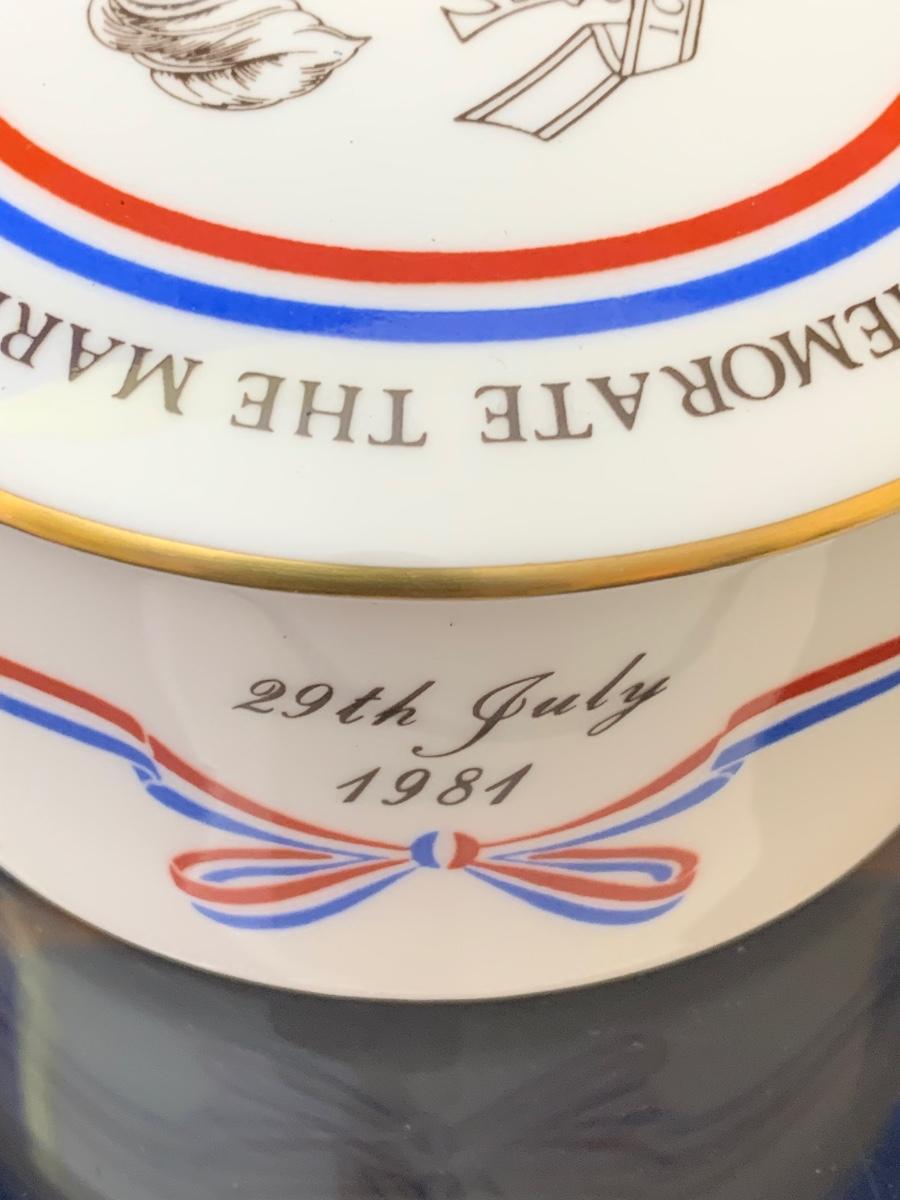 EMORATE THE MAR
29th July
1981